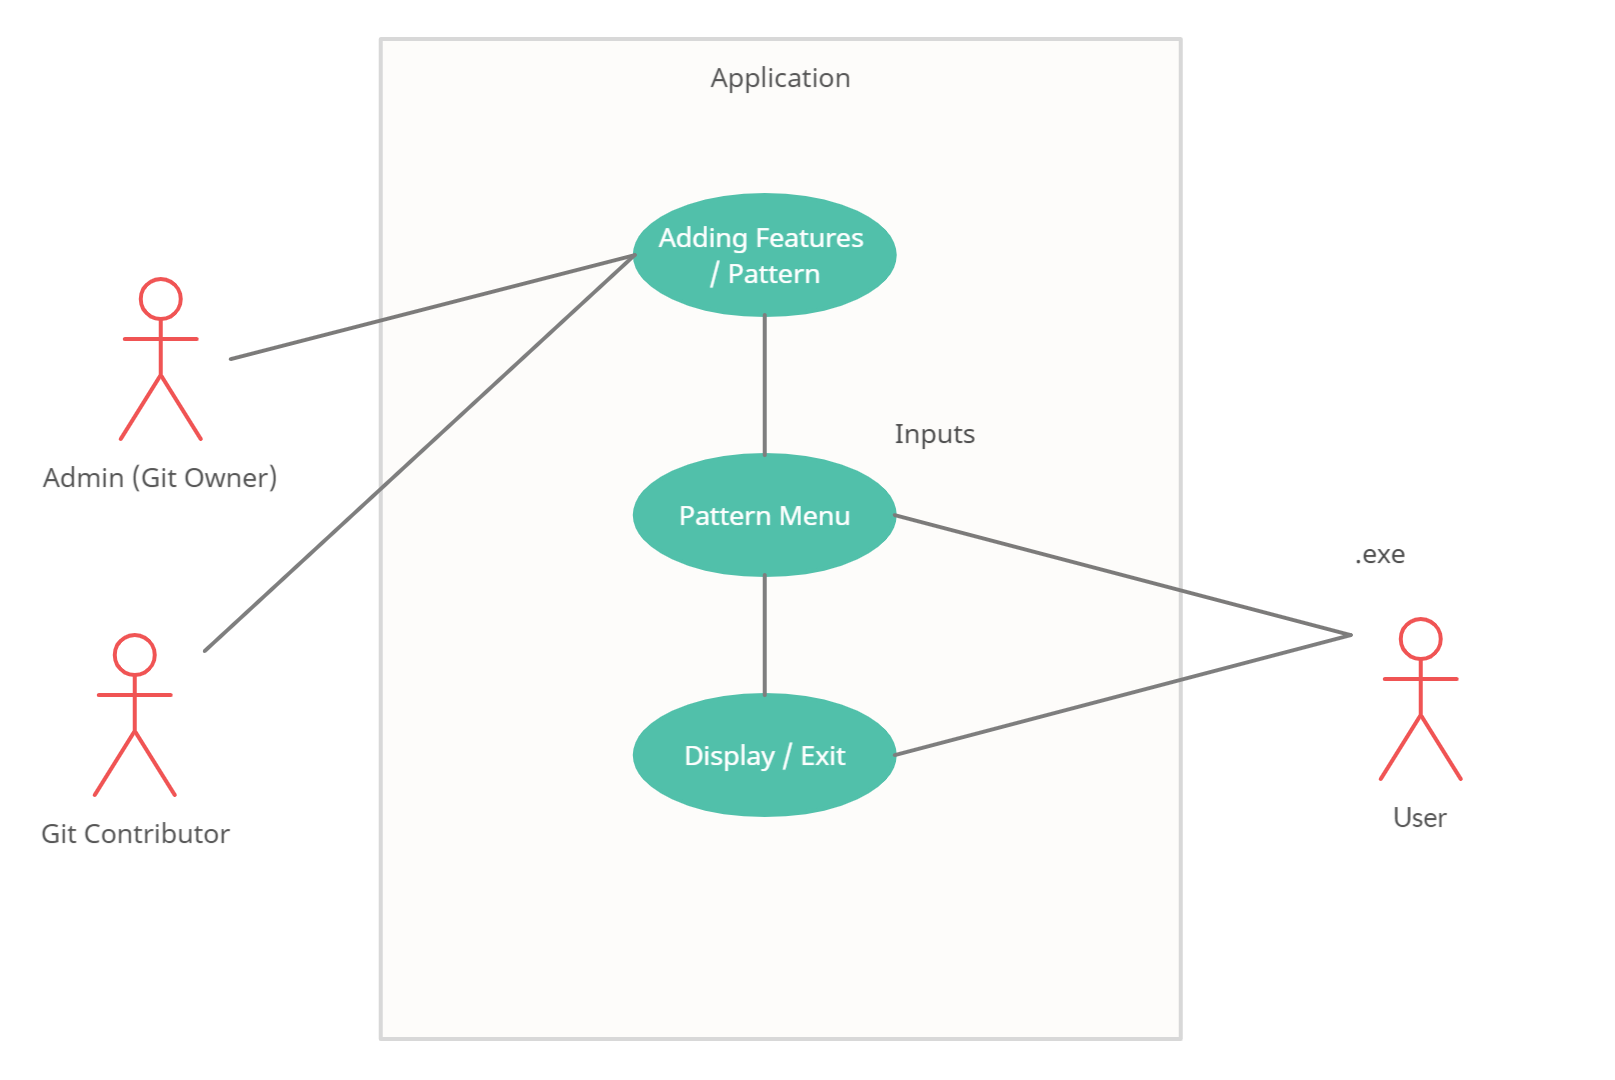 Application
Adding Features
/ Pattern
Admin (Git Owner)
Inputs
Pattern Menu
.exe
Display / Exit
User
Git Contributor